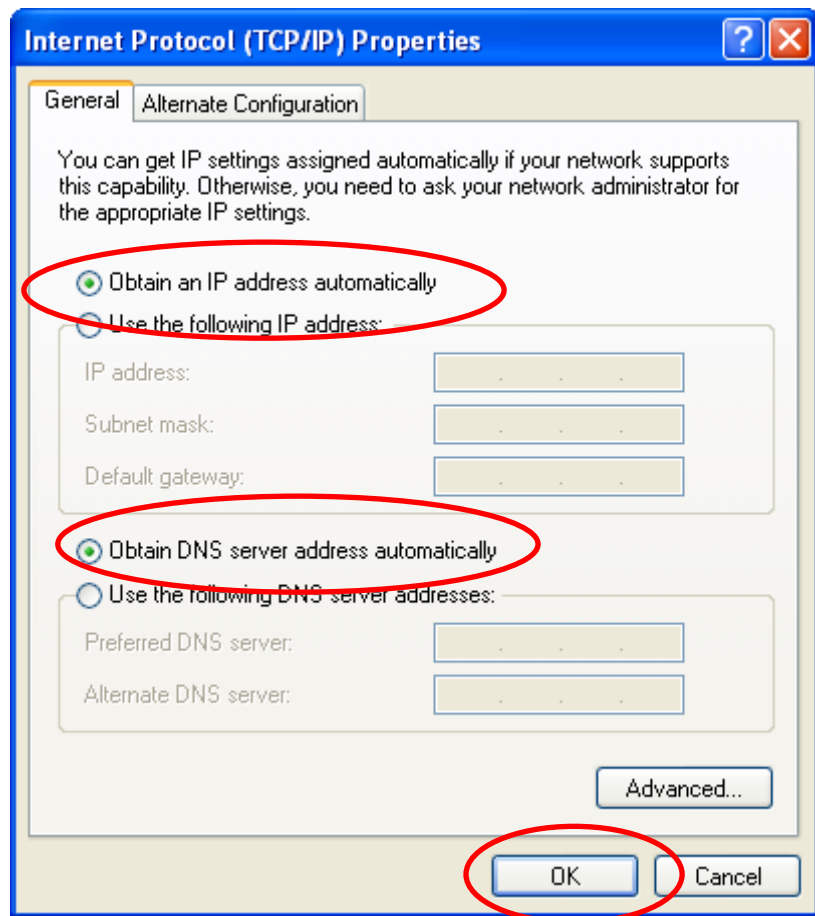 Internet Protocol (TCP/IP) Properties
General
Alternate Configuration
You can get IP settings assigned automatically if your network supports
this capability. Otherwise, you need to ask your network administrator for
the appropriate IP settings.
Obtain an IP address automatically
Use the following IP address:
IP address:
Subnet mask:
Default gateway:
Obtain DNS server address automatically
Use the following DNS server addresses:
Preferred DNS server:
Alternate DNS server:
Advanced...
OK
Cancel